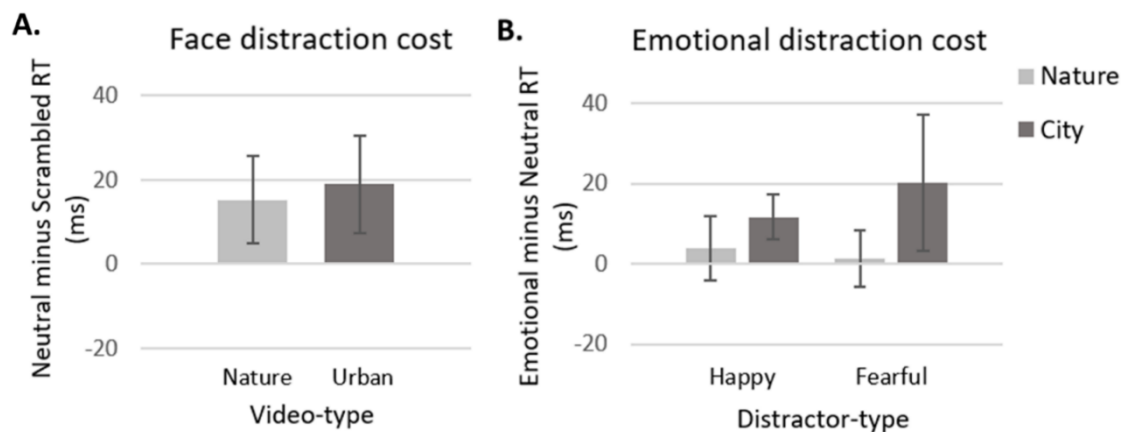 A.
Face distraction cost
Neutral minus Scrambled RT
(ms)
40
20
0
-20
Nature Urban
Video-type
B.
Emotional distraction cost
Emotional minus Neutral RT
(ms)
40
20
0
-20
Happy Fearful
Distractor-type
Nature
City